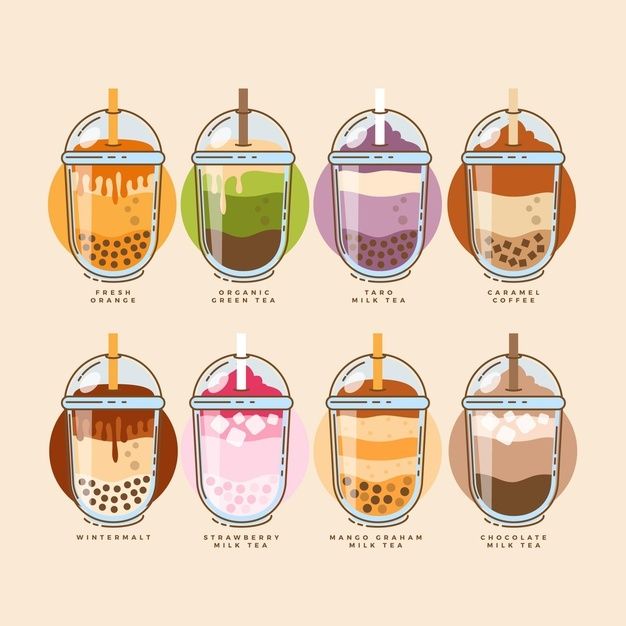 FRESH
ORANGE
ORGANIC
GREEN TEA
TARO
MILK TEA
CARAMEL
COFFEE
WINTERMALT
STRAWBERRY
MILK TEA
MANGO GRAHAM
MILK TEA
CHOCOLATE
MILK TEA